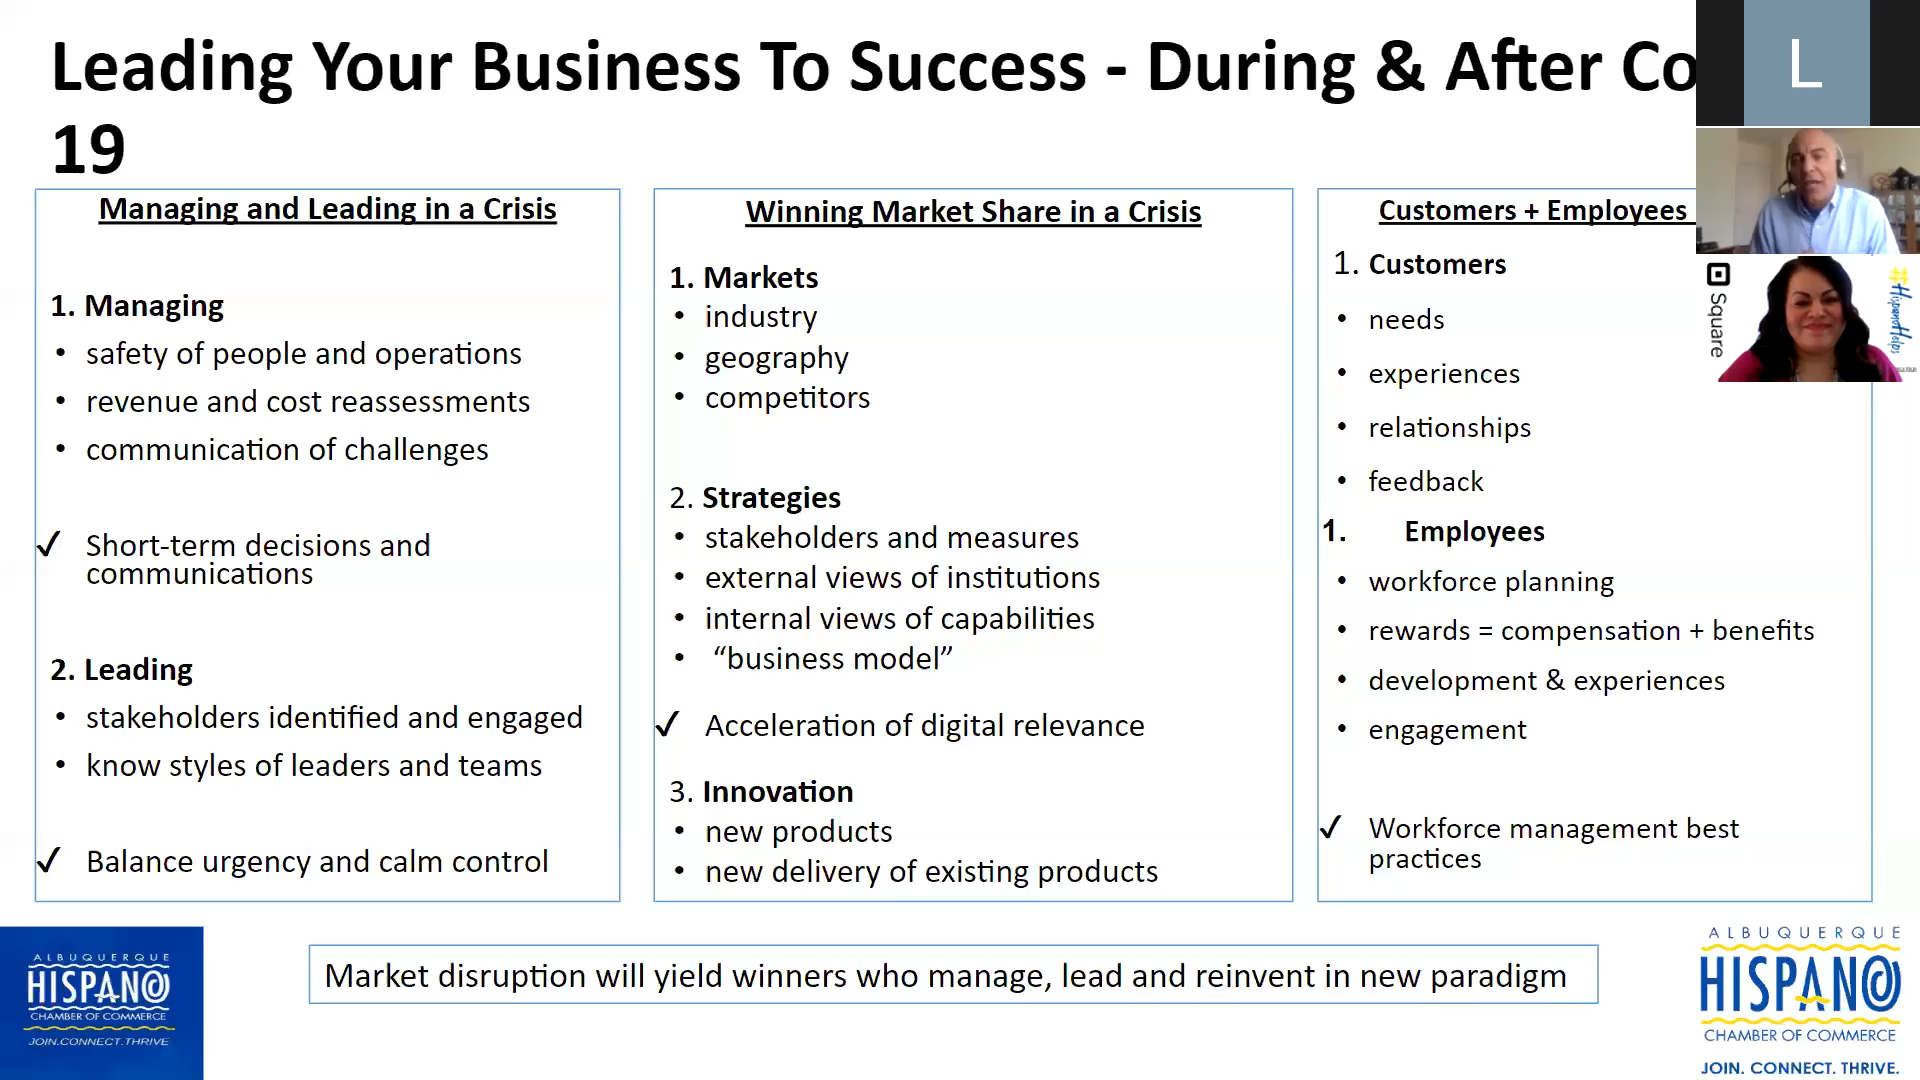 Leading Your Business To Success - During & After Co
19
Managing and Leading in a Crisis
1. Managing
• safety of people and operations
• revenue and cost reassessments
• communication of challenges
✓ Short-term decisions and
communications
2. Leading
• stakeholders identified and engaged
• know styles of leaders and teams
✓ Balance urgency and calm control
Winning Market Share in a Crisis
1. Markets
• industry
• geography
• competitors
2. Strategies
• stakeholders and measures
• external views of institutions
• internal views of capabilities
• “business model”
✓ Acceleration of digital relevance
3. Innovation
• new products
• new delivery of existing products
Customers + Employees
1. Customers
• needs
• experiences
• relationships
• feedback
1. Employees
• workforce planning
• rewards = compensation + benefits
• development & experiences
• engagement
✓ Workforce management best
practices
L
Square
#HispanoHelps
Market disruption will yield winners who manage, lead and reinvent in new paradigm
ALBUQUERQUE
HISPANO
CHAMBER OF COMMERCE
JOIN.CONNECT.THRIVE
ALBUQUERQUE
HISPANO
CHAMBER OF COMMERCE
JOIN. CONNECT. THRIVE.